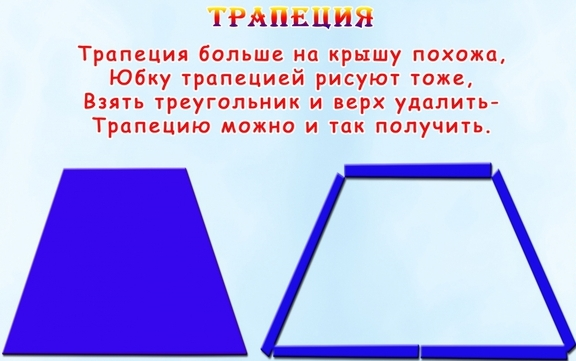 ТРАПЕЦИЯ
Трапеция больше на крышу похожа,
Юбку трапецией рисуют тоже,
Взять треугольник и верх удалить-
Трапецию можно и так получить.